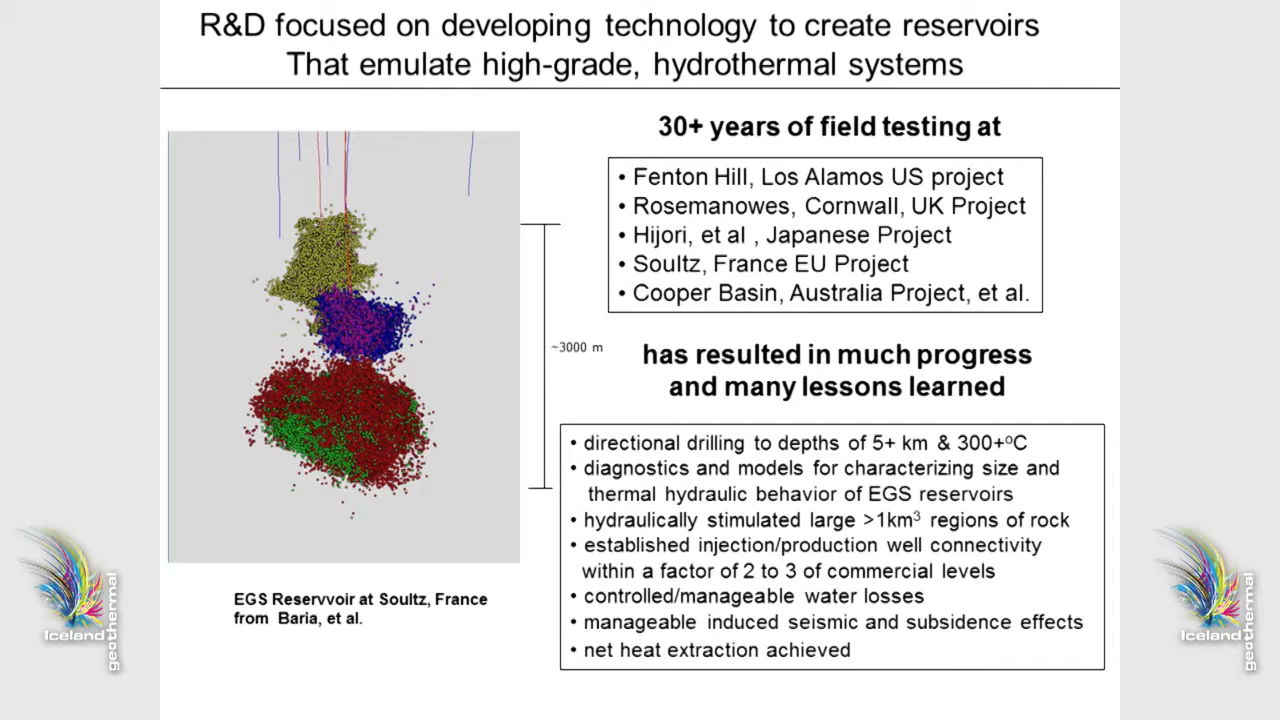 R&D focused on developing technology to create reservoirs
That emulate high-grade, hydrothermal systems
30+ years of field testing at
• Fenton Hill, Los Alamos US project
• Rosemanowes, Cornwall, UK Project
• Hijori, et al , Japanese Project
• Soultz, France EU Project
• Cooper Basin, Australia Project, et al.
~3000 m
has resulted in much progress
and many lessons learned
• directional drilling to depths of 5+ km & 300+ºC
• diagnostics and models for characterizing size and
thermal hydraulic behavior of EGS reservoirs
• hydraulically stimulated large >1km³ regions of rock
• established injection/production well connectivity
within a factor of 2 to 3 of commercial levels
• controlled/manageable water losses
• manageable induced seismic and subsidence effects
• net heat extraction achieved
EGS Reservvoir at Soultz, France
from Baria, et al.
Iceland
geothermal
Iceland
geothermal